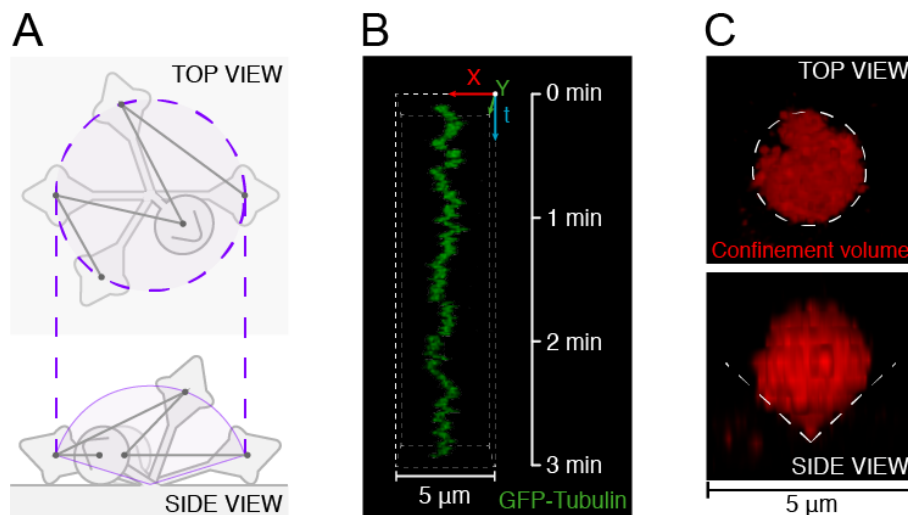 A
TOP VIEW
SIDE VIEW
B
X
Y
t
0 min
1 min
2 min
3 min
5 µm
GFP-Tubulin
C
TOP VIEW
Confinement volume
SIDE VIEW
5 µm